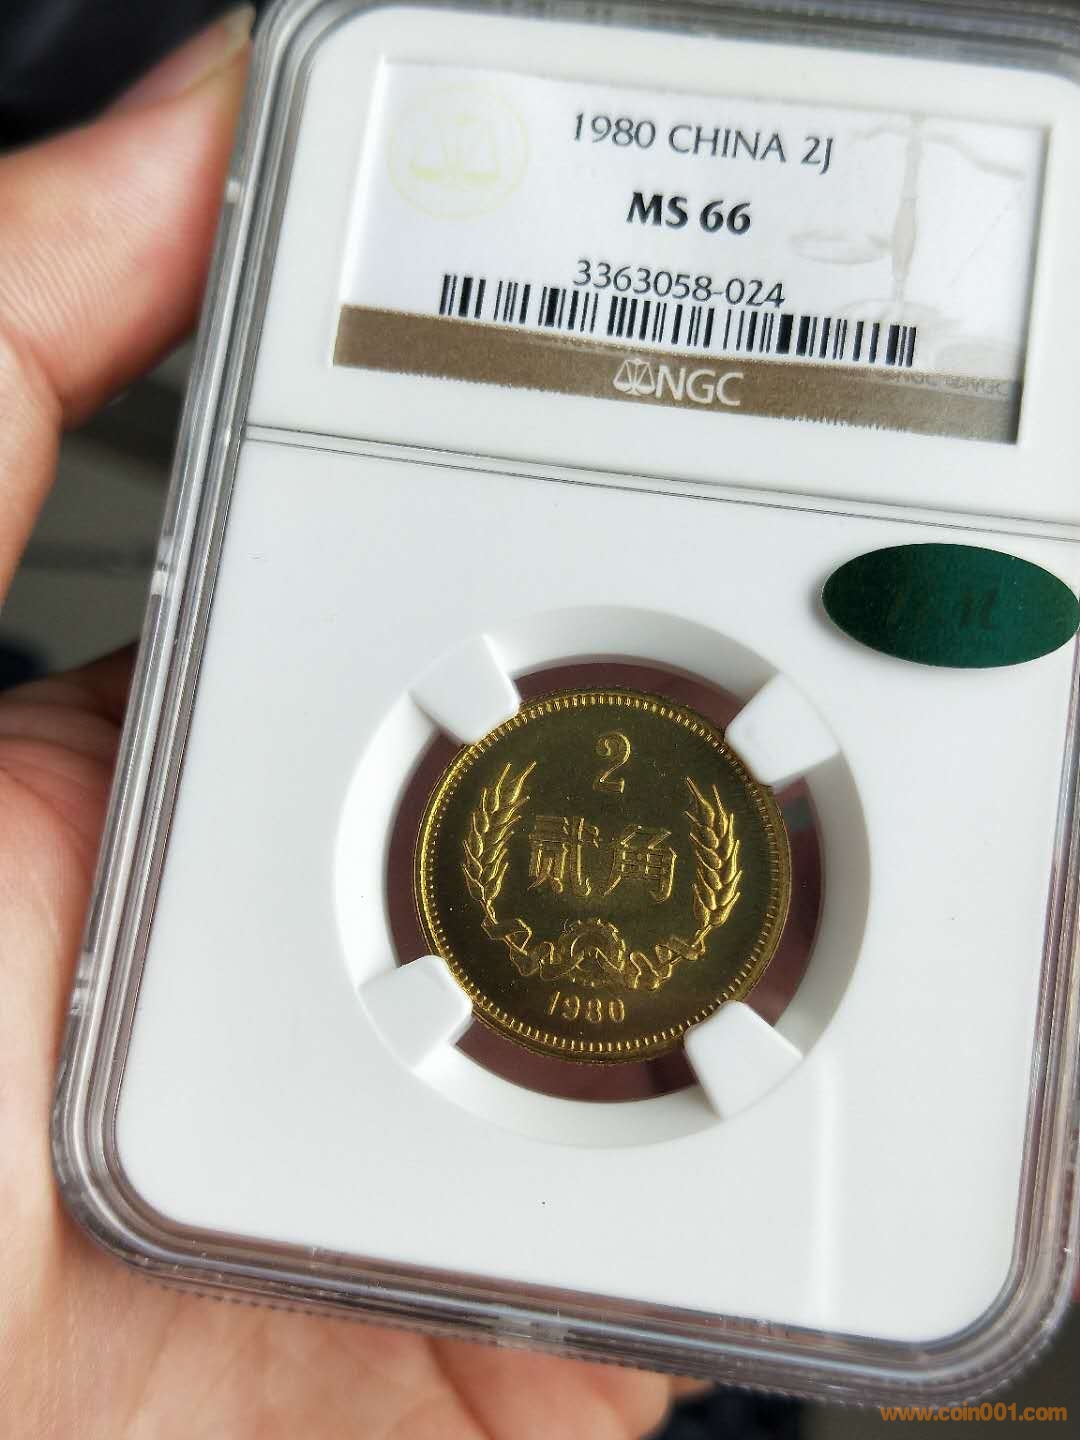 1980 CHINA 2J
MS 66
3363058-024
NGC
2
贰角
1980
www.coin001.com